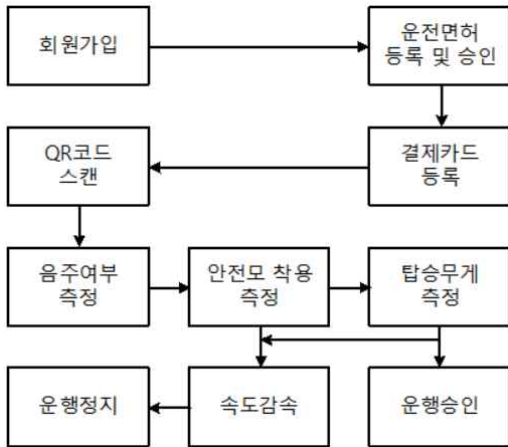 회원가입
운전면허
등록 및 승인
QR코드
스캔
결제카드
등록
음주여부
측정
안전모 착용
측정
탑승무게
측정
운행정지
속도감속
운행승인